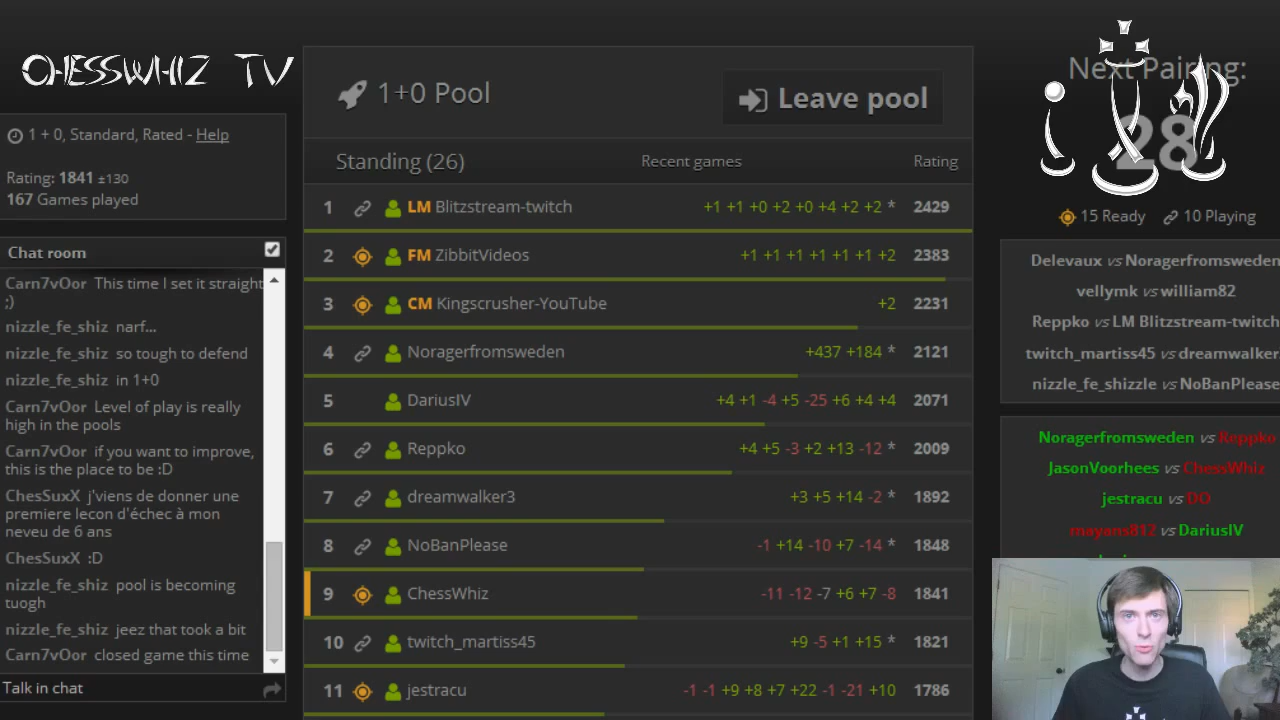 CHESSWHIZ TV
1 + 0, Standard, Rated - Help
Rating: 1841 ±130
167 Games played
Chat room
Carn7vOor This time I set it straight
;)
nizzle_fe_shiz narf...
nizzle_fe_shiz so tough to defend
nizzle_fe_shiz in 1+0
Carn7vOor Level of play is really
high in the pools
Carn7vOor if you want to improve,
this is the place to be :D
ChesSuxX j'viens de donner une
premiere lecon d'échec à mon
neveu de 6 ans
ChesSuxX :D
nizzle_fe_shiz pool is becoming
tuogh
nizzle_fe_shiz jeez that took a bit
Carn7vOor closed game this time
Talk in chat
1+0 Pool
Leave pool
Standing (26) Recent games Rating
1 LM Blitzstream-twitch +1 +1 +0 +2 +0 +4 +2 +2 * 2429
2 FM ZibbitVideos +1 +1 +1 +1 +1 +1 +2 2383
3 CM Kingscrusher-YouTube +2 2231
4 Noragerfromsweden +437 +184 * 2121
5 DariusIV +4 +1 -4 +5 -25 +6 +4 +4 2071
6 Reppko +4 +5 -3 +2 +13 -12 * 2009
7 dreamwalker3 +3 +5 +14 -2 * 1892
8 NoBanPlease -1 +14 -10 +7 -14 * 1848
9 ChessWhiz -11 -12 -7 +6 +7 -8 1841
10 twitch_martiss45 +9 -5 +1 +15 * 1821
11 jestracu -1 -1 +9 +8 +7 +22 -1 -21 +10 1786
Next Pairing:
28
15 Ready 10 Playing
Delevaux vs Noragerfromsweden
vellymk vs william82
Reppko vs LM Blitzstream-twitch
twitch_martiss45 vs dreamwalker
nizzle_fe_shizzle vs NoBanPlease
Noragerfromsweden vs Reppko
JasonVoorhees vs ChessWhiz
jestracu vs DO
mayans812 vs DariusIV